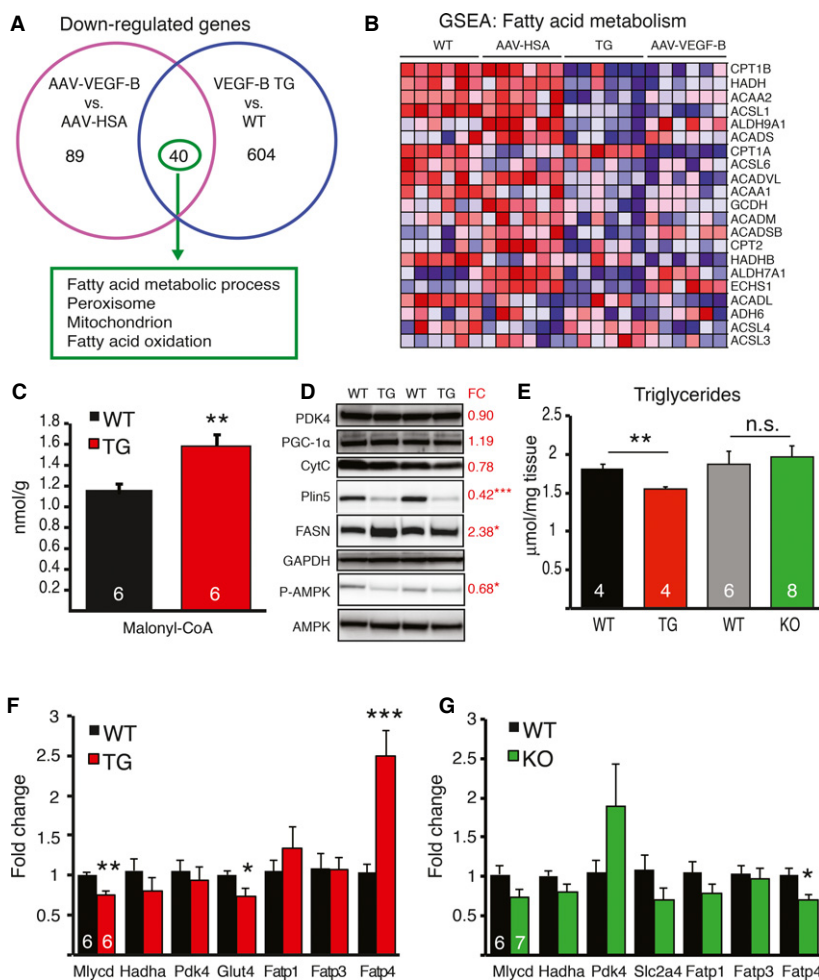 A
Down-regulated genes
AAV-VEGF-B
vs.
AAV-HSA
VEGF-B TG
vs.
WT
89
40
604
Fatty acid metabolic process
Peroxisome
Mitochondrion
Fatty acid oxidation
B
GSEA: Fatty acid metabolism
WT AAV-HSA TG AAV-VEGF-B
CPT1B
HADH
ACAA2
ACSL1
ALDH9A1
ACADS
CPT1A
ACSL6
ACADVL
ACAA1
GCDH
ACADM
ACADSB
CPT2
HADHB
ALDH7A1
ECHS1
ACADL
ADH6
ACSL4
ACSL3
C
WT
TG
**
nmol/g
1.8
1.6
1.4
1.2
1.0
0.8
0.6
0.4
0.2
6 6
Malonyl-CoA
D
WT TG WT TG FC
PDK4 0.90
PGC-1α 1.19
CytC 0.78
Plin5 0.42***
FASN 2.38*
GAPDH
P-AMPK 0.68*
AMPK
E
Triglycerides
** n.s.
µmol/mg tissue
2.5
2
1.5
1
0.5
4 4 6 8
WT TG WT KO
F
WT
TG
Fold change
3
2.5
2
1.5
1
0.5
** * ***
6 6
Mlycd Hadha Pdk4 Glut4 Fatp1 Fatp3 Fatp4
G
WT
KO
Fold change
3
2.5
2
1.5
1
0.5
*
6 7
Mlycd Hadha Pdk4 Slc2a4 Fatp1 Fatp3 Fatp4